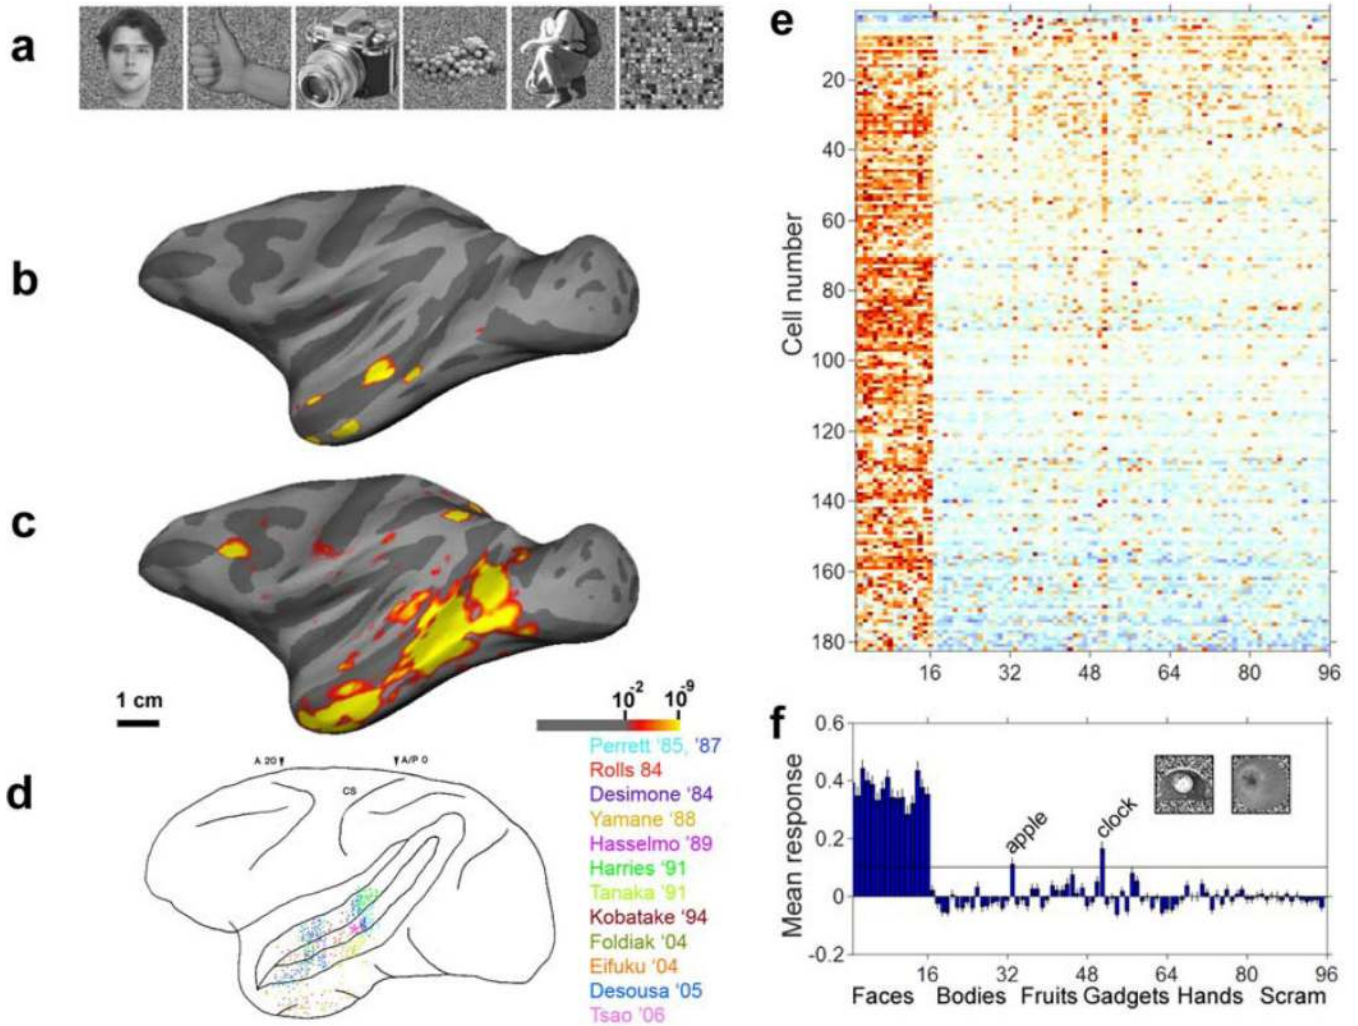 a
b
c
1 cm
10-2 10-9
d
A 20 A/P 0
CS
Perrett ‘85, ‘87
Rolls 84
Desimone ‘84
Yamane ‘88
Hasselmo ‘89
Harries ‘91
Tanaka ‘91
Kobatake ‘94
Foldiak ‘04
Eifuku ‘04
Desousa ‘05
Tsao ‘06
e
Cell number
20
40
60
80
100
120
140
160
180
16 32 48 64 80 96
f
Mean response
0.6
0.4
0.2
0
-0.2
apple
clock
16 32 48 64 80 96
Faces Bodies Fruits Gadgets Hands Scram